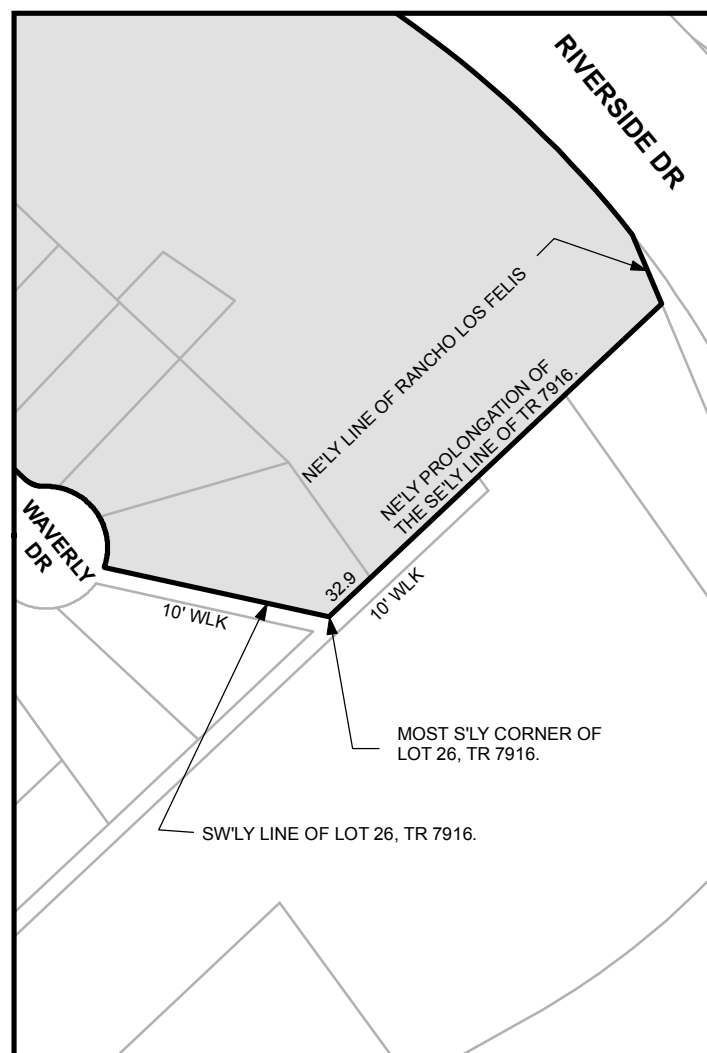 RIVERSIDE DR
NE'LY LINE OF RANCHO LOS FELIS
NE'LY PROLONGATION OF
THE SE'LY LINE OF TR 7916.
WAVERLY
DR
32.9
10' WLK
10' WLK
MOST S'LY CORNER OF
LOT 26, TR 7916.
SW'LY LINE OF LOT 26, TR 7916.